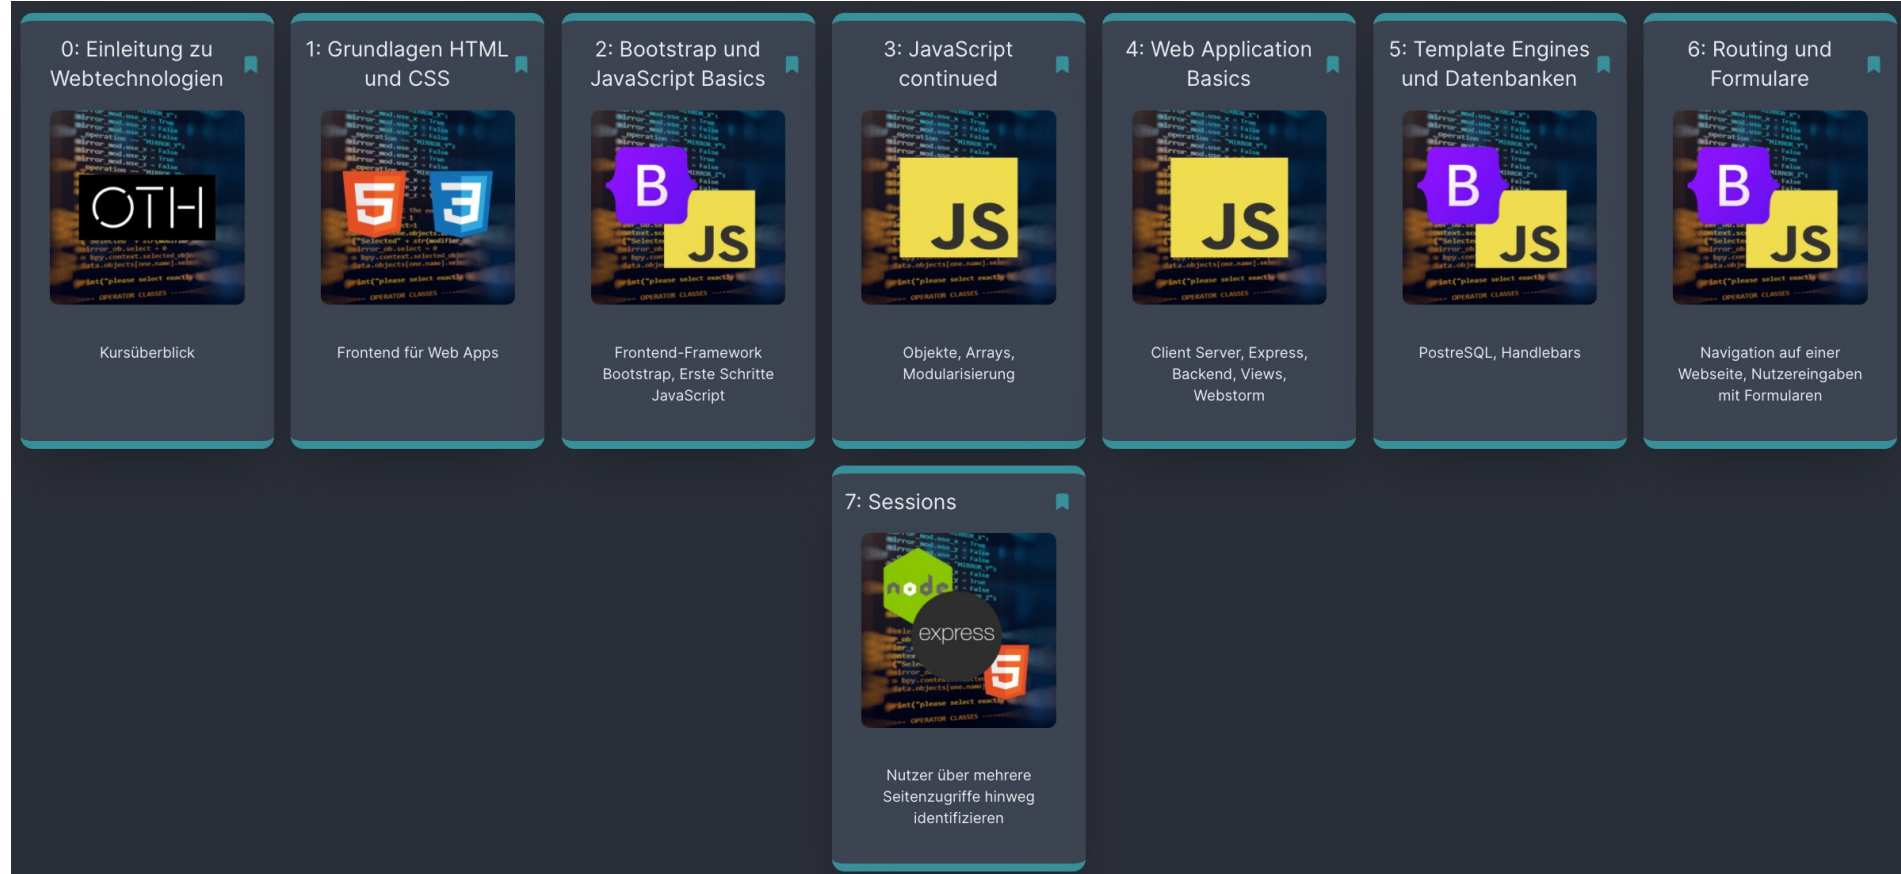 0: Einleitung zu
Webtechnologien
OTH
Kursüberblick
1: Grundlagen HTML
und CSS
5 3
Frontend für Web Apps
2: Bootstrap und
JavaScript Basics
B
JS
Frontend-Framework
Bootstrap, Erste Schritte
JavaScript
3: JavaScript
continued
JS
Objekte, Arrays,
Modularisierung
4: Web Application
Basics
JS
Client Server, Express,
Backend, Views,
Webstorm
5: Template Engines
und Datenbanken
B
JS
PostreSQL, Handlebars
6: Routing und
Formulare
B
JS
Navigation auf einer
Webseite, Nutzereingaben
mit Formularen
7: Sessions
node
express
5
Nutzer über mehrere
Seitenzugriffe hinweg
identifizieren